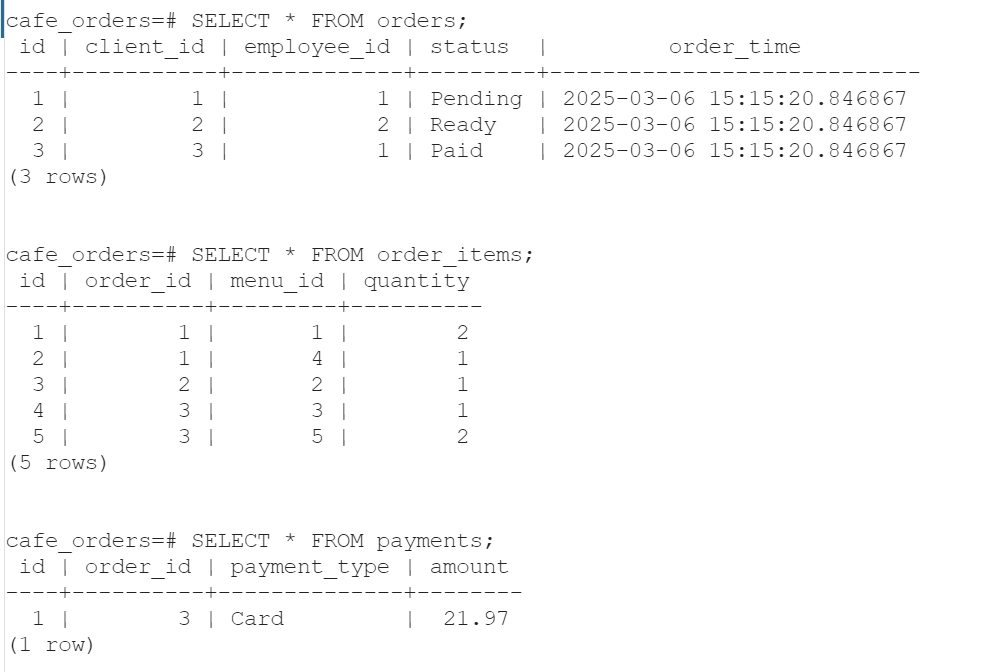 cafe_orders=# SELECT * FROM orders;
 id | client_id | employee_id | status  |         order_time
----+-----------+-------------+---------+----------------------------
  1 |         1 |           1 | Pending | 2025-03-06 15:15:20.846867
  2 |         2 |           2 | Ready   | 2025-03-06 15:15:20.846867
  3 |         3 |           1 | Paid    | 2025-03-06 15:15:20.846867
(3 rows)
cafe_orders=# SELECT * FROM order_items;
 id | order_id | menu_id | quantity
----+----------+---------+----------
  1 |        1 |       1 |        2
  2 |        1 |       4 |        1
  3 |        2 |       2 |        1
  4 |        3 |       3 |        1
  5 |        3 |       5 |        2
(5 rows)
cafe_orders=# SELECT * FROM payments;
 id | order_id | payment_type | amount
----+----------+--------------+--------
  1 |        3 | Card         |  21.97
(1 row)